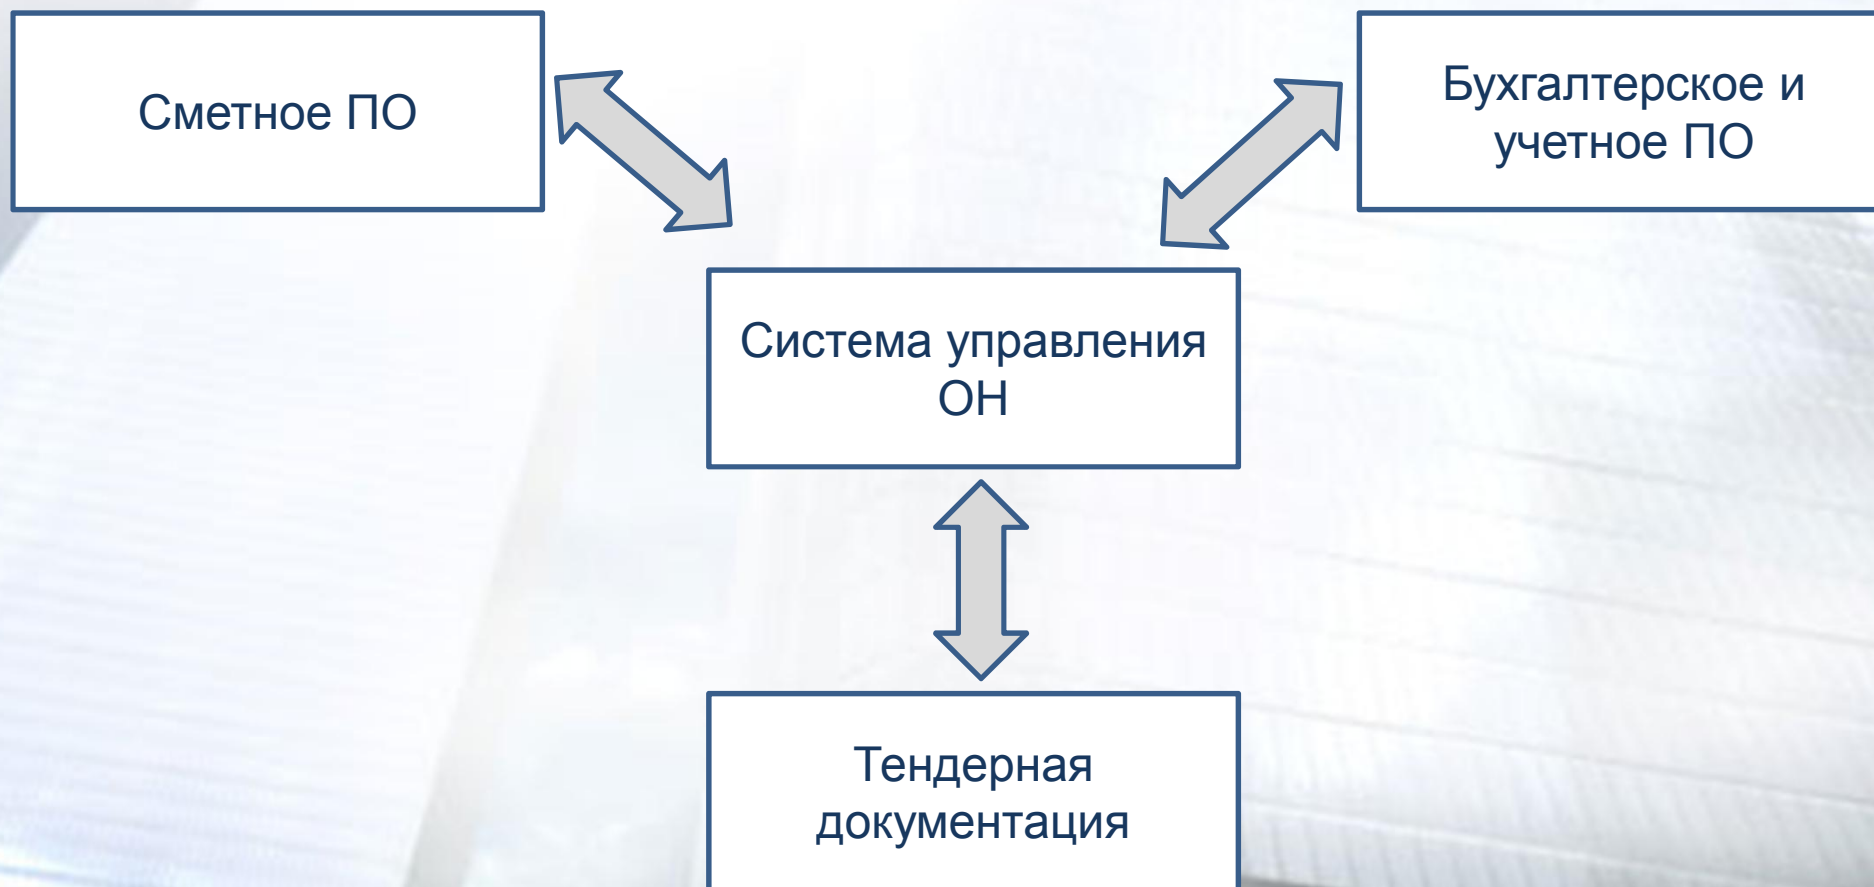 Сметное ПО
Бухгалтерское и
учетное ПО
Система управления
ОН
Тендерная
документация